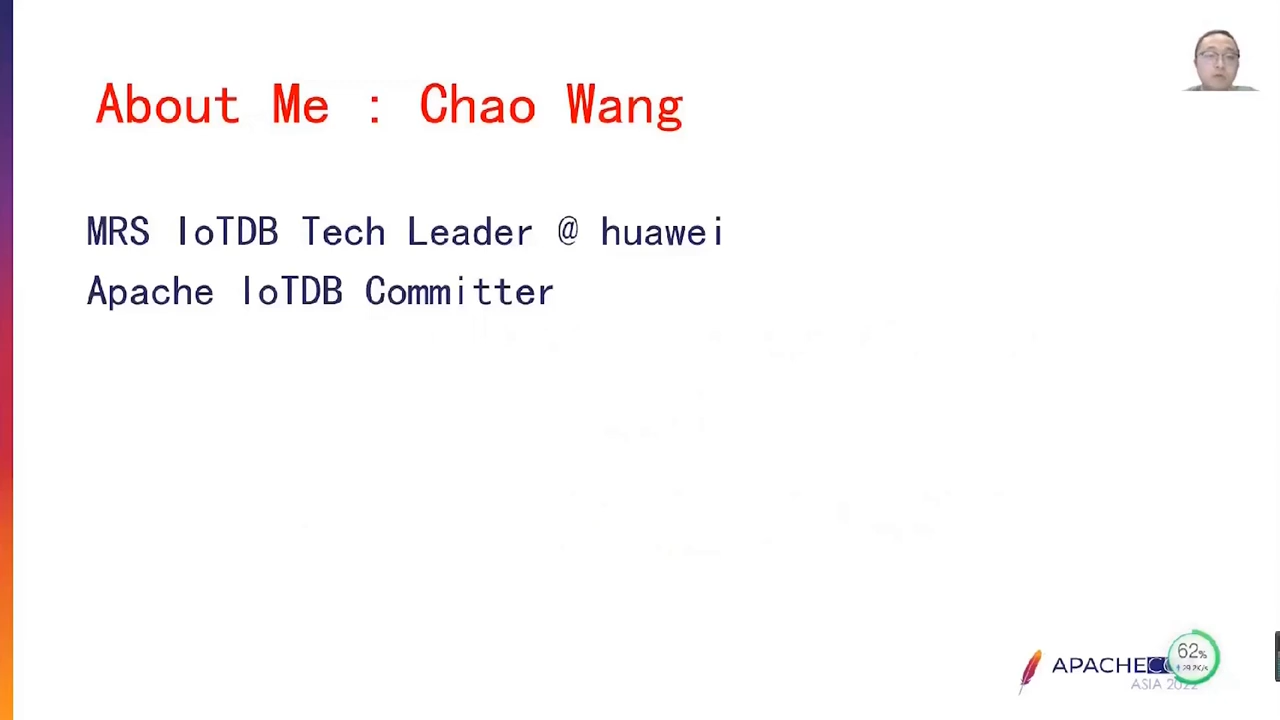 About Me : Chao Wang
MRS IoTDB Tech Leader @ huawei
Apache IoTDB Committer
62%
APACHEC
ASIA 2022